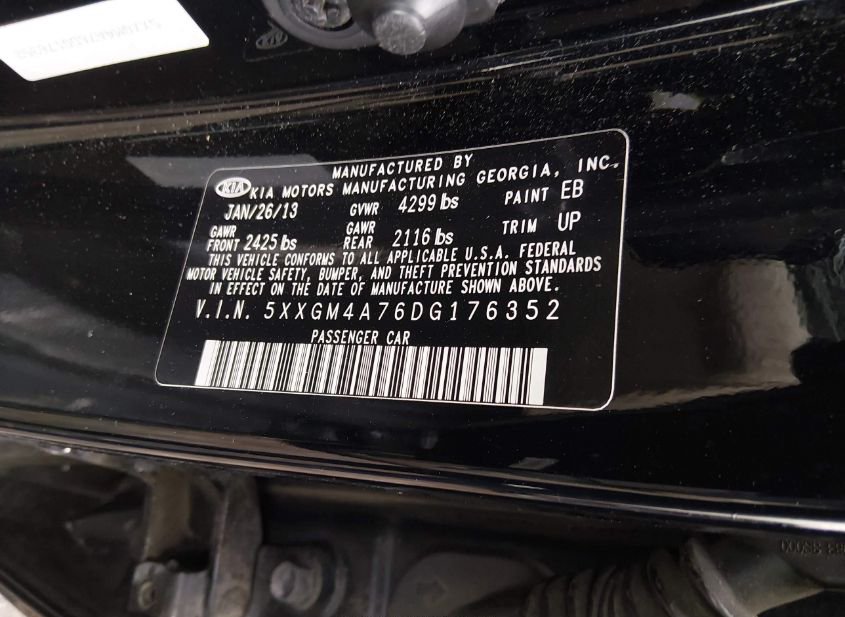 MANUFACTURED BY
KIA KIA MOTORS MANUFACTURING GEORGIA, INC.
JAN/26/13 GVWR 4299 lbs PAINT EB
GAWR FRONT 2425 lbs GAWR REAR 2116 lbs TRIM UP
THIS VEHICLE CONFORMS TO ALL APPLICABLE U.S.A. FEDERAL
MOTOR VEHICLE SAFETY, BUMPER, AND THEFT PREVENTION STANDARDS
IN EFFECT ON THE DATE OF MANUFACTURE SHOWN ABOVE.
V.I.N. 5XXGM4A76DG176352
PASSENGER CAR